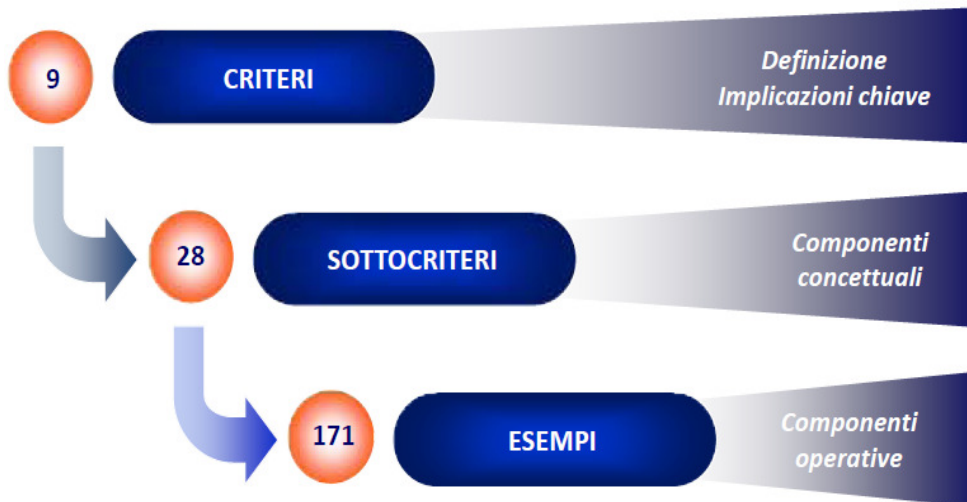 9
CRITERI
Definizione
Implicazioni chiave
28
SOTTOCRITERI
Componenti
concettuali
171
ESEMPI
Componenti
operative